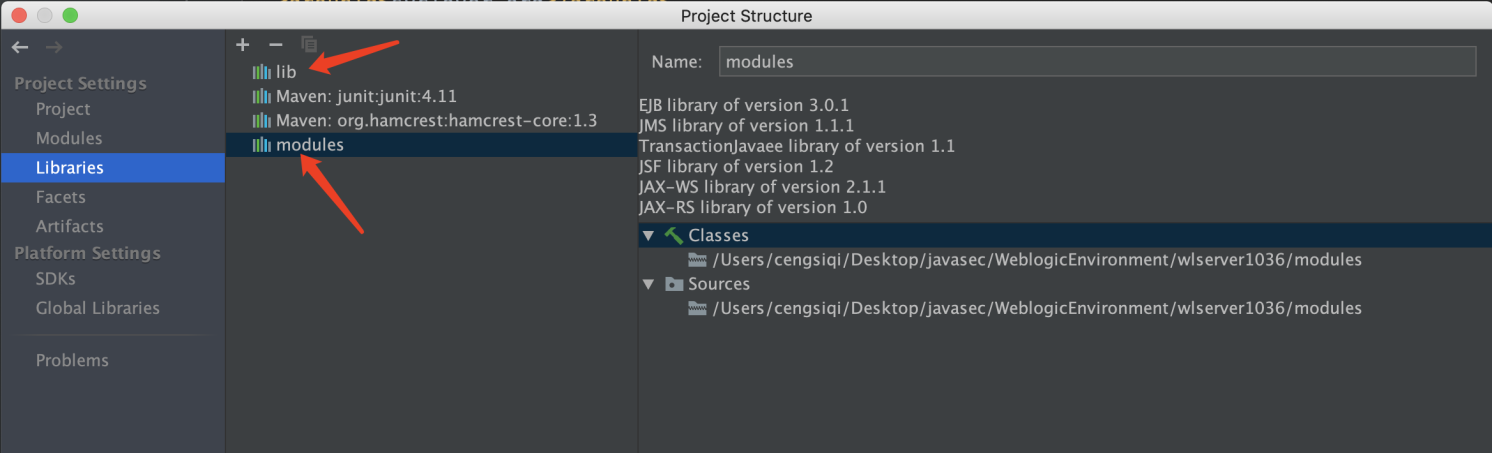 Project Structure
Project Settings
Project
Modules
Libraries
Facets
Artifacts
Platform Settings
SDKs
Global Libraries
Problems
lib
Maven: junit:junit:4.11
Maven: org.hamcrest:hamcrest-core:1.3
modules
Name: modules
EJB library of version 3.0.1
JMS library of version 1.1.1
TransactionJavaee library of version 1.1
JSF library of version 1.2
JAX-WS library of version 2.1.1
JAX-RS library of version 1.0
Classes
/Users/cengsiqi/Desktop/javasec/WeblogicEnvironment/wlserver1036/modules
Sources
/Users/cengsiqi/Desktop/javasec/WeblogicEnvironment/wlserver1036/modules